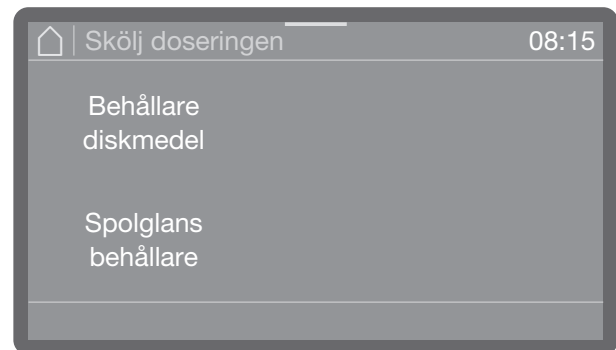 Skölj doseringen 08:15
Behållare
diskmedel
Spolglans
behållare